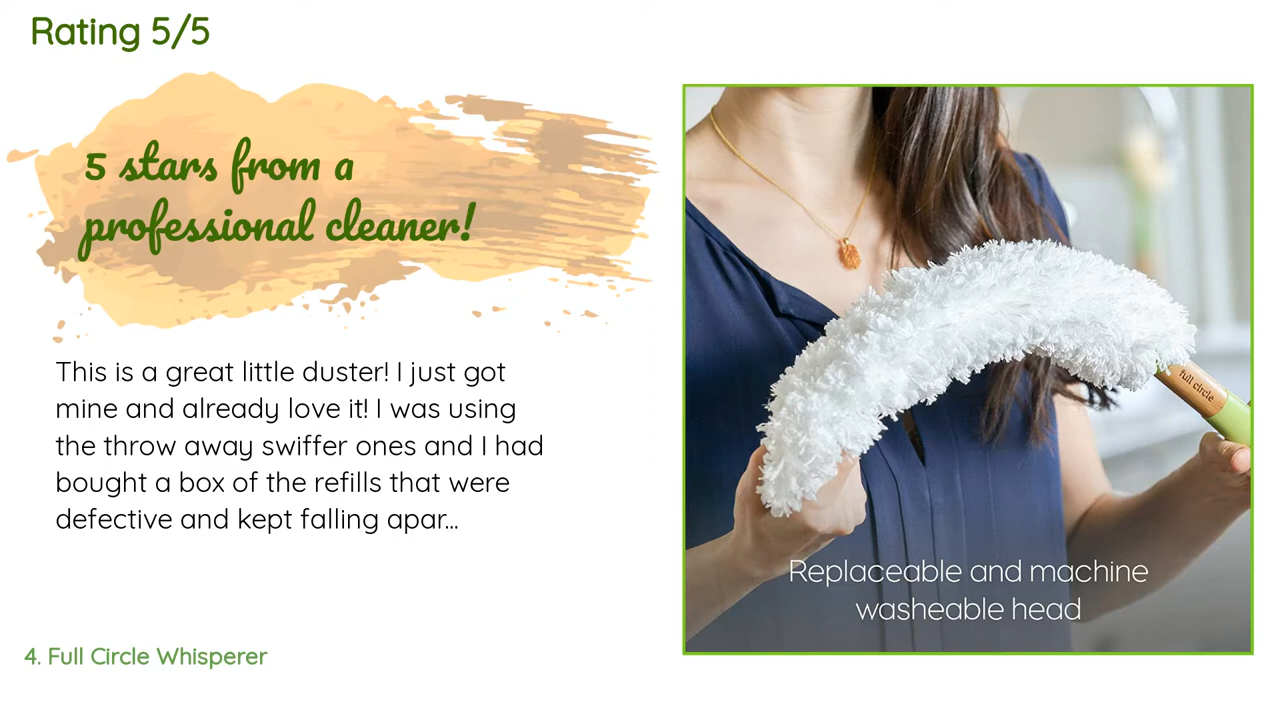 Rating 5/5
5 stars from a
professional cleaner!
This is a great little duster! I just got
mine and already love it! I was using
the throw away swiffer ones and I had
bought a box of the refills that were
defective and kept falling apar...
full circle
Replaceable and machine
washeable head
4. Full Circle Whisperer